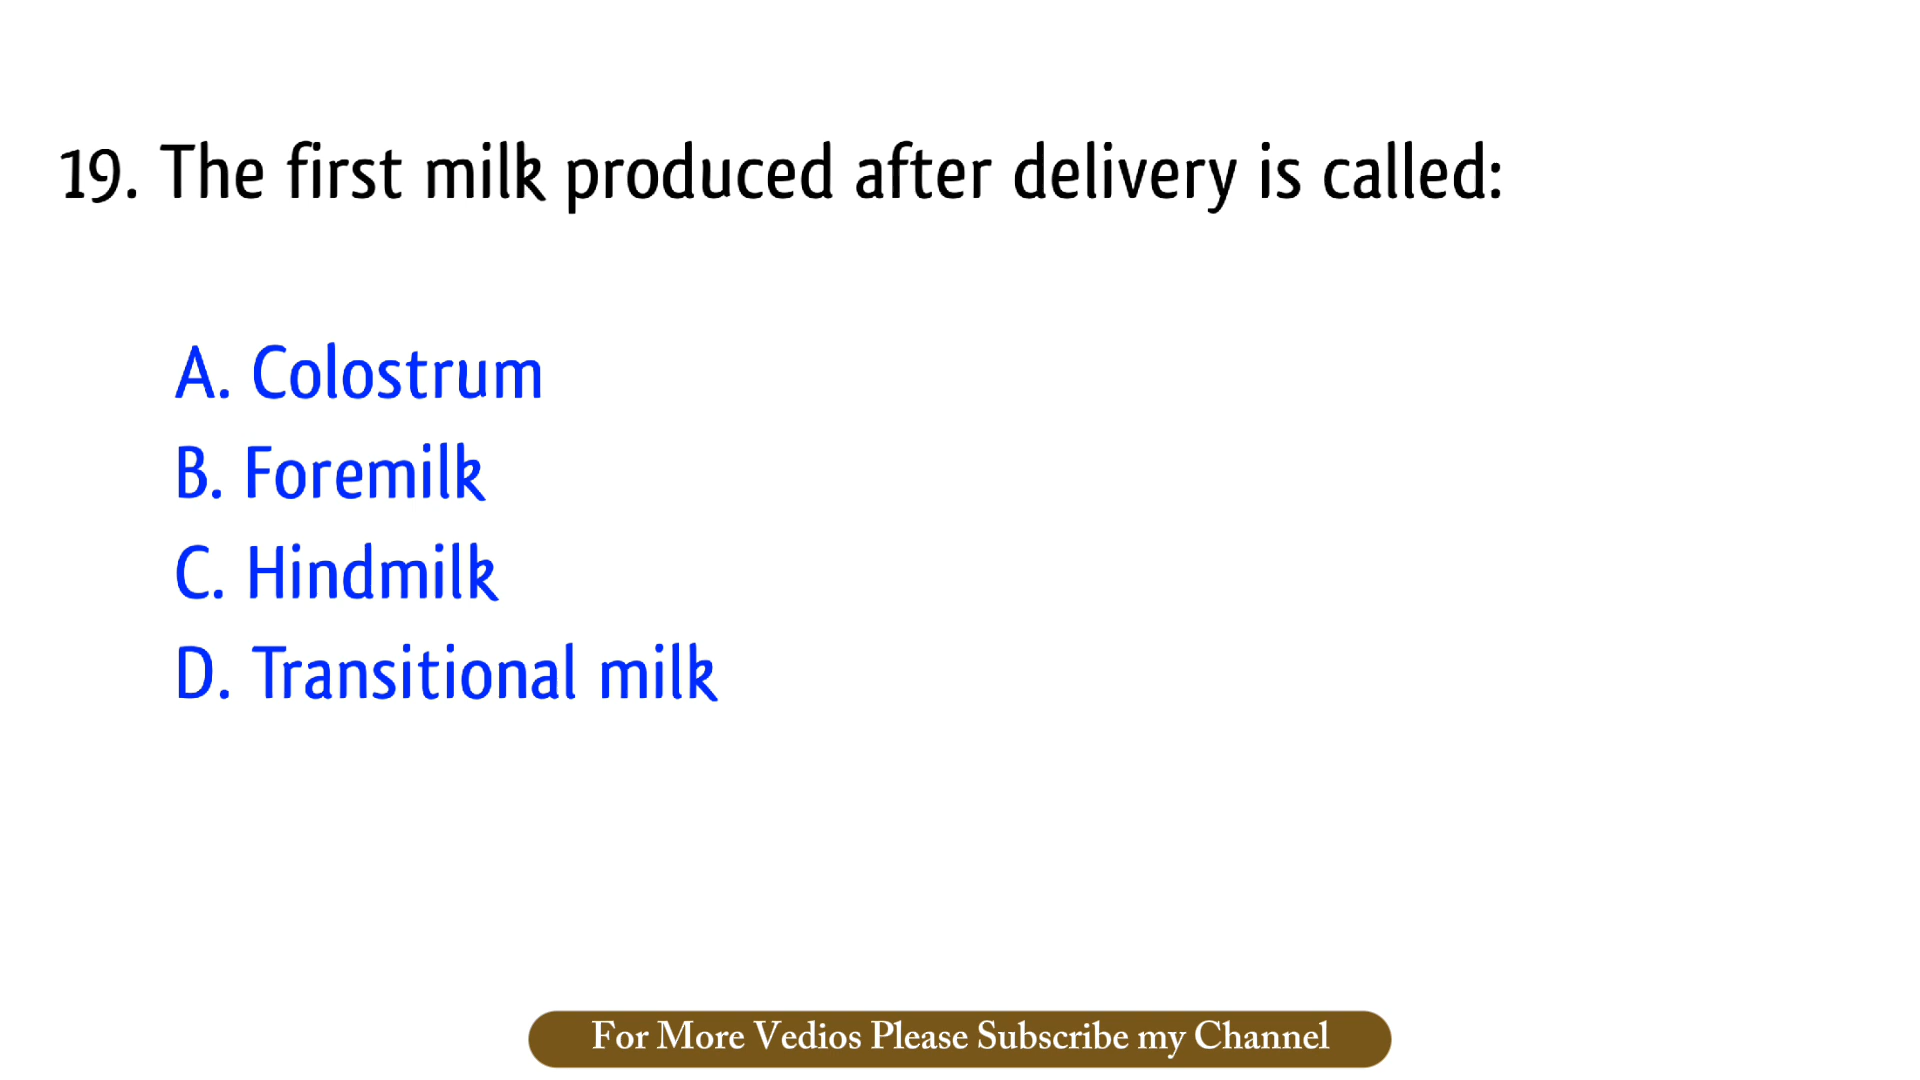 19. The first milk produced after delivery is called:
A. Colostrum
B. Foremilk
C. Hindmilk
D. Transitional milk
For More Vedios Please Subscribe my Channel